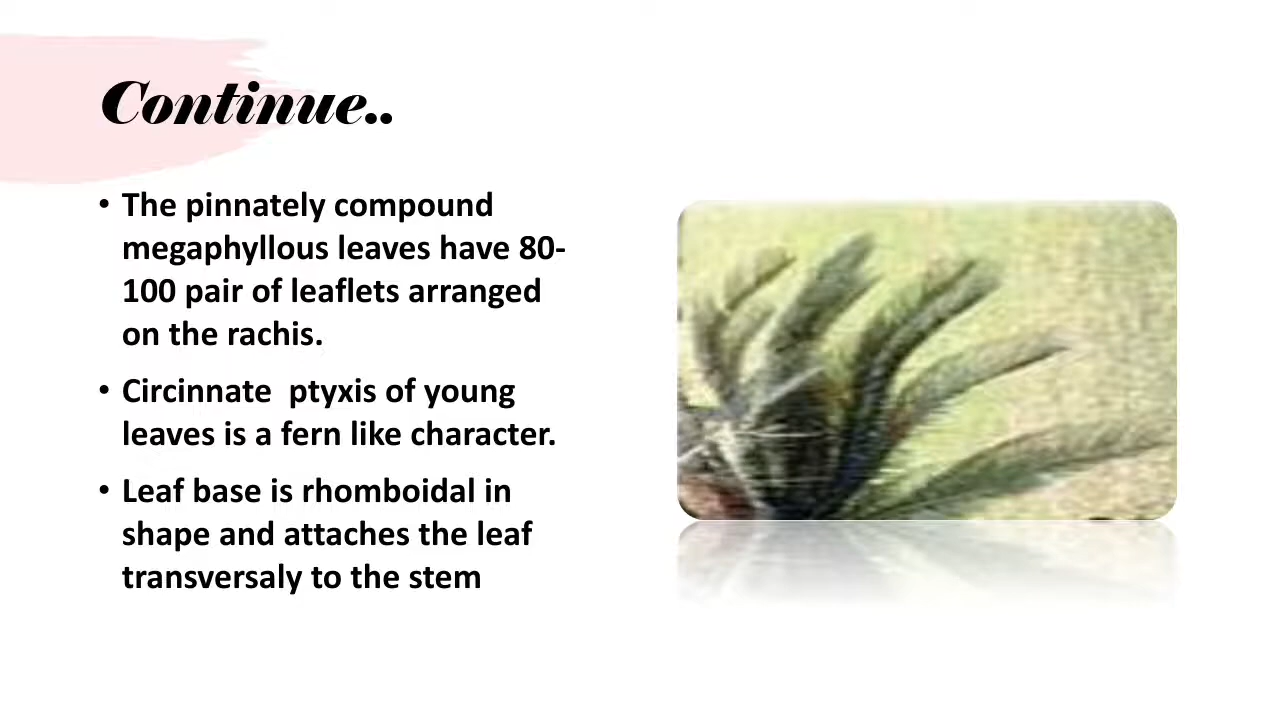 Continue..
• The pinnately compound
megaphyllous leaves have 80-
100 pair of leaflets arranged
on the rachis.
• Circinnate  ptyxis of young
leaves is a fern like character.
• Leaf base is rhomboidal in
shape and attaches the leaf
transversaly to the stem